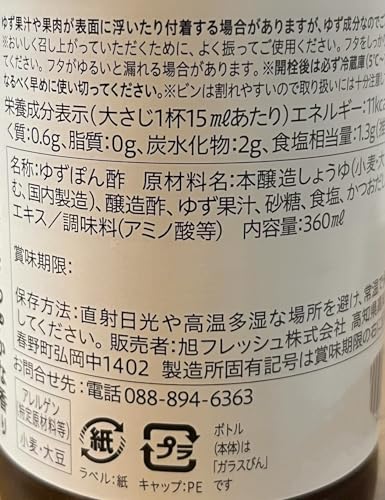 ゆず果汁や果肉が表面に浮いたり付着する場合がありますが、ゆず成分なのでご
※おいしく召し上がっていただくために、よく振ってご使用ください。フタをしっか
てください。フタがゆるいと漏れる場合があります。※開栓後は必ず冷蔵庫(5℃〜
なるべく早めに使い切ってください。※ビンは割れやすいので取り扱いには十分注意し
栄養成分表示(大さじ1杯15mlあたり)エネルギー:11kc
く質:0.6g、脂質:0g、炭水化物:2g、食塩相当量:1.3g(推
名称:ゆずぽん酢 原材料名:本醸造しょうゆ(小麦・
む、国内製造)、醸造酢、ゆず果汁、砂糖、食塩、かつおだし
エキス/調味料(アミノ酸等) 内容量:360ml
賞味期限:
保存方法:直射日光や高温多湿な場所を避け、常温で
してください。 販売者:旭フレッシュ株式会社 高知県高
春野町弘岡中1402 製造所固有記号は賞味期限の右
お問合せ先:電話088-894-6363
アレルゲン
(特定原材料等)
小麦・大豆
紙
ラベル:紙
プラ
キャップ:PE
ボトル
(本体)は
「ガラスびん」
です